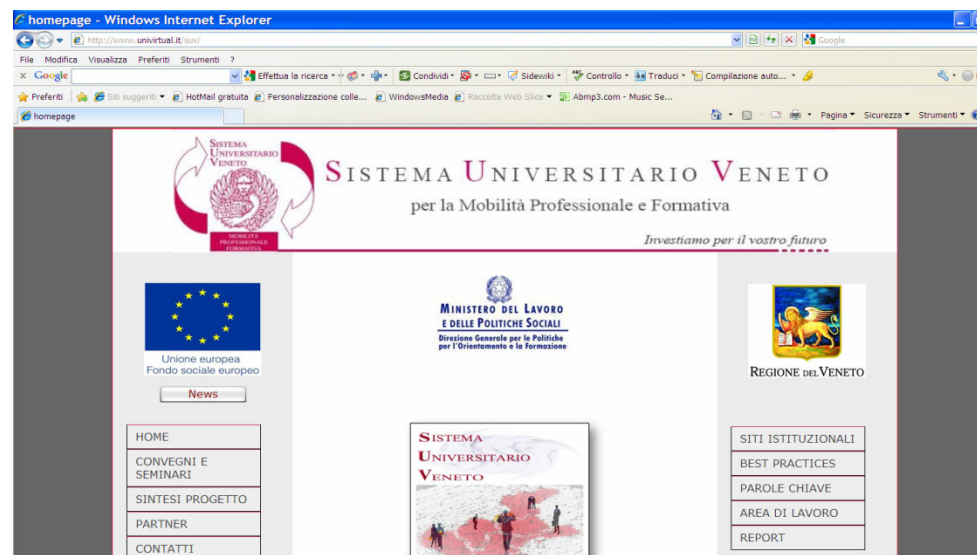 homepage - Windows Internet Explorer
http://www.univirtual.it/suv/
Google
File Modifica Visualizza Preferiti Strumenti ?
x Google Effettua la ricerca Condividi Sidewiki Controllo Traduci Compilazione auto...
Preferiti Siti suggeriti HotMail gratuita Personalizzazione colle... WindowsMedia Raccolta Web Slice Abmp3.com - Music Se...
homepage Pagina Sicurezza Strumenti
SISTEMA
UNIVERSITARIO
VENETO
MOBILITÀ
PROFESSIONALE
FORMATIVA
SISTEMA UNIVERSITARIO VENETO
per la Mobilità Professionale e Formativa
Investiamo per il vostro futuro
Unione europea
Fondo sociale europeo
News
HOME
CONVEGNI E
SEMINARI
SINTESI PROGETTO
PARTNER
CONTATTI
MINISTERO DEL LAVORO
E DELLE POLITICHE SOCIALI
Direzione Generale per le Politiche
per l'Orientamento e la Formazione
SISTEMA
UNIVERSITARIO
VENETO
REGIONE DEL VENETO
SITI ISTITUZIONALI
BEST PRACTICES
PAROLE CHIAVE
AREA DI LAVORO
REPORT